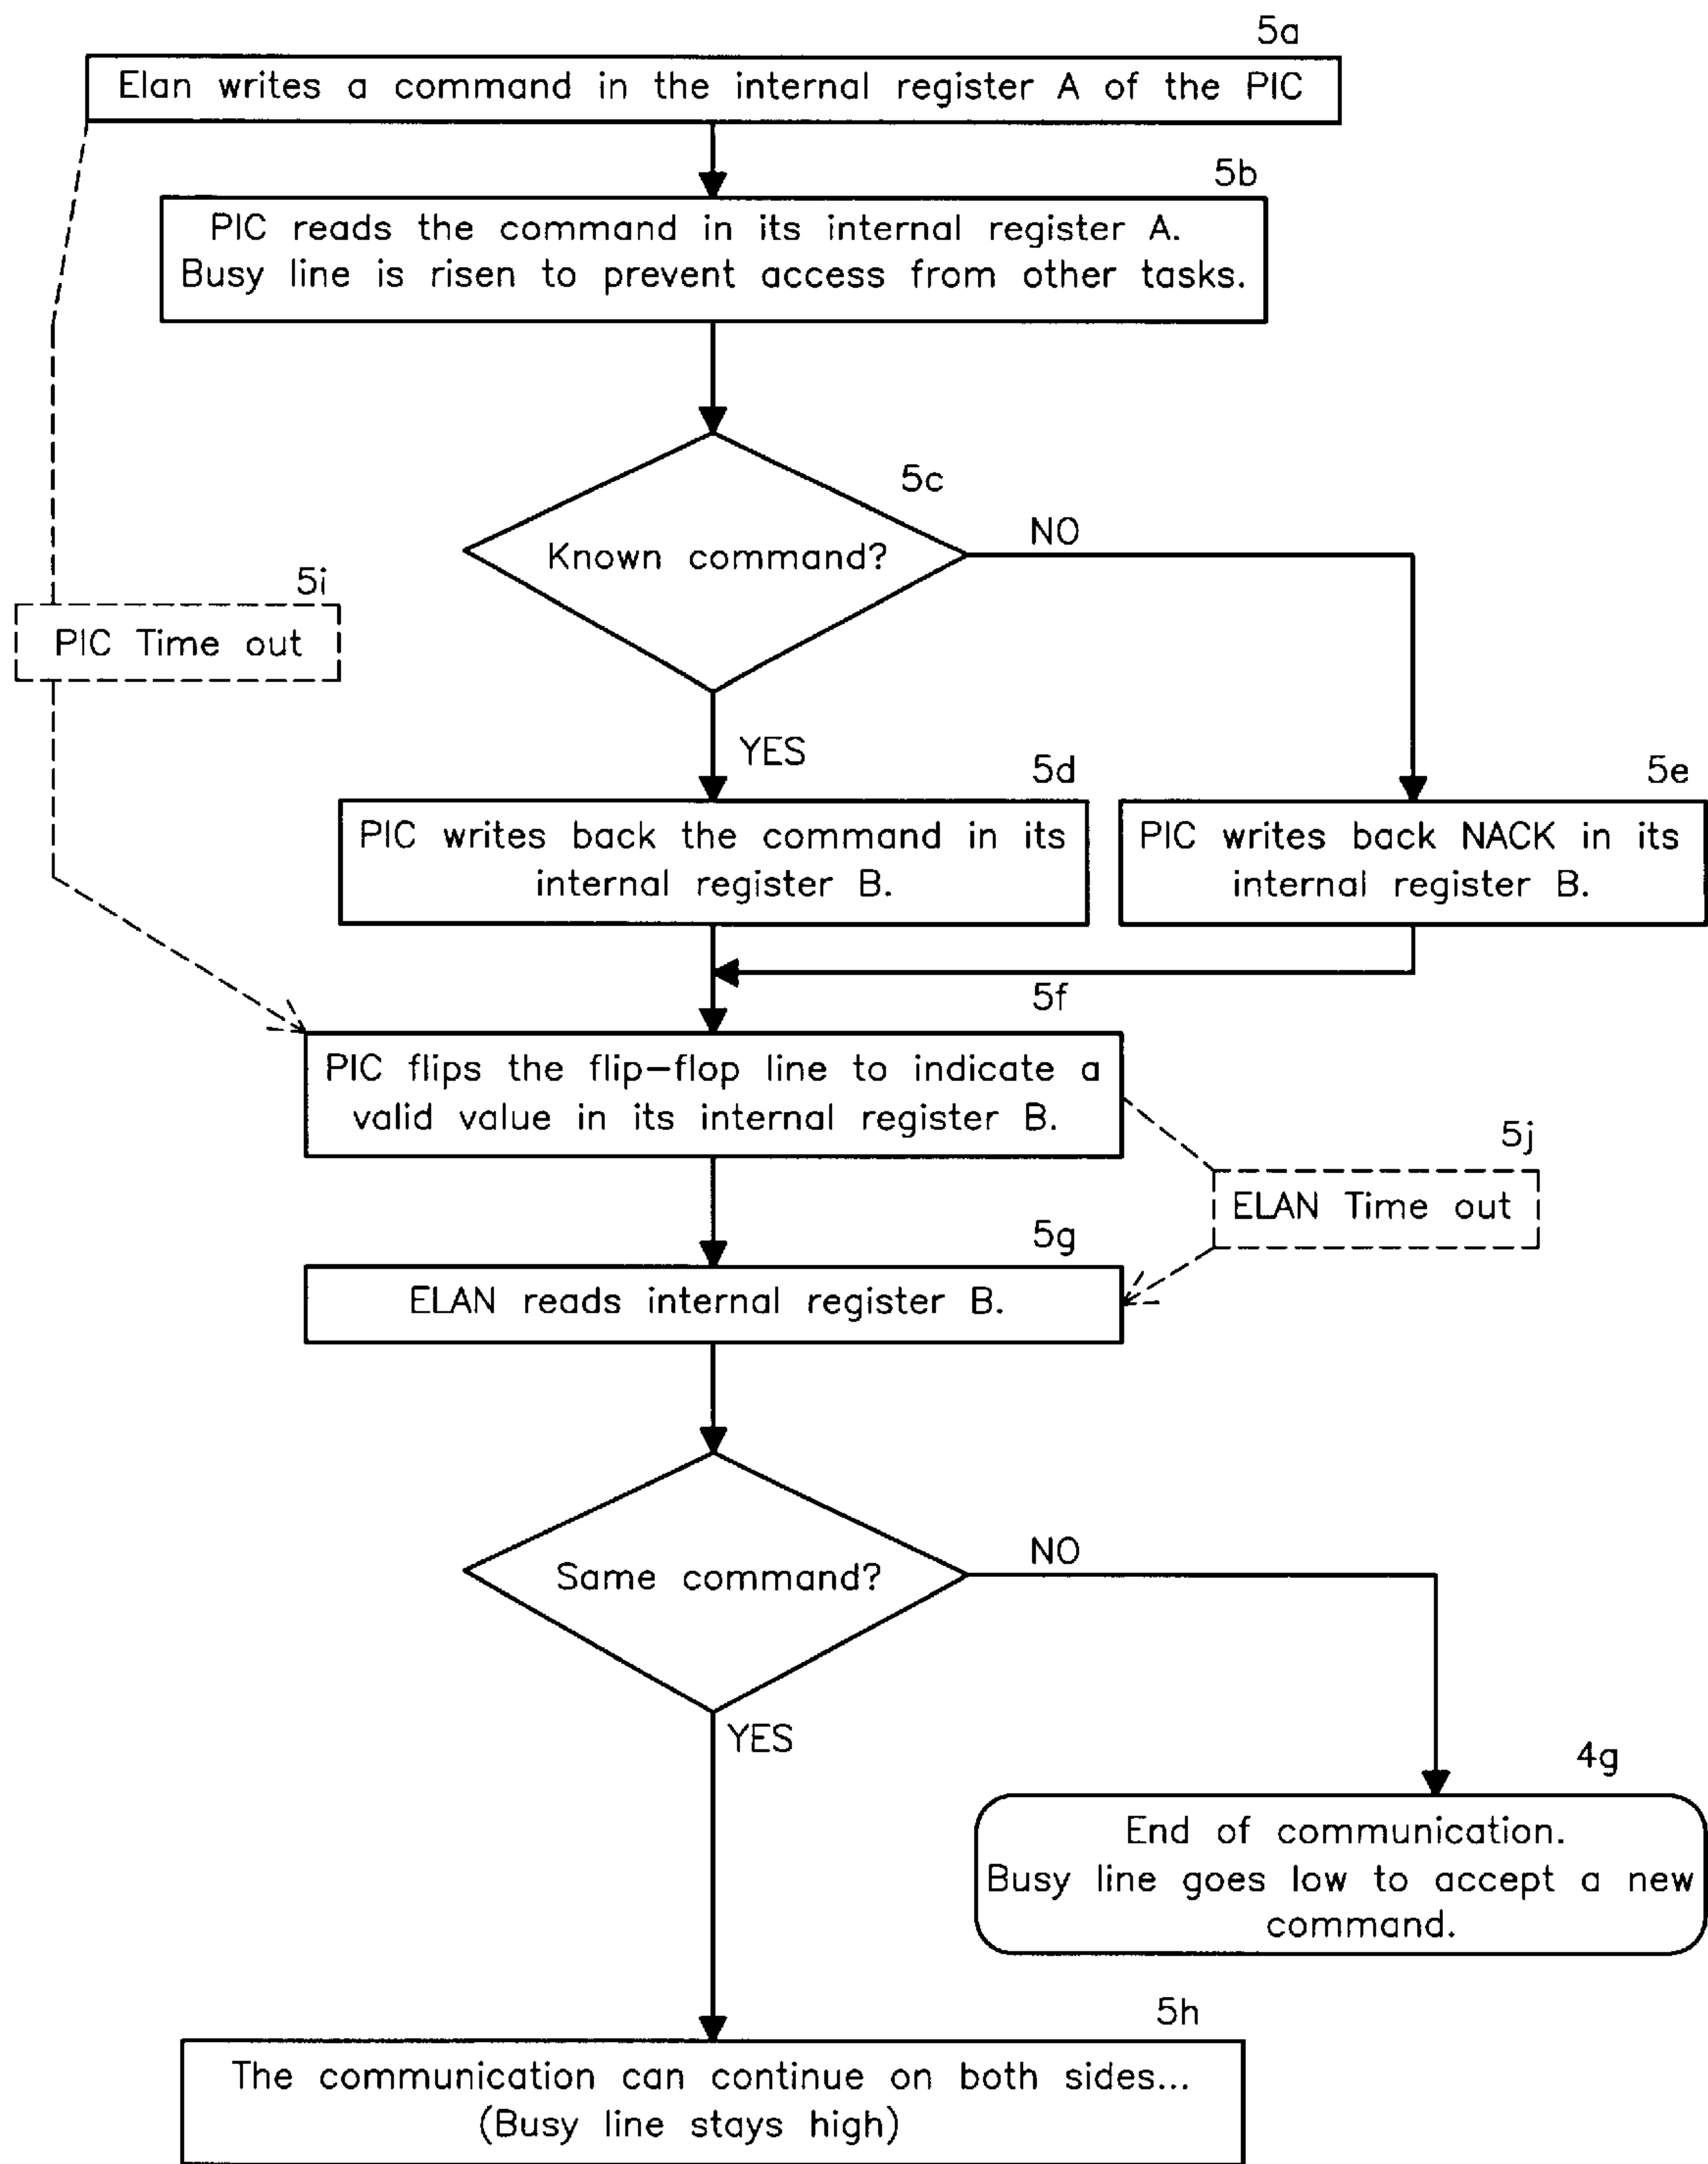 5a
Elan writes a command in the internal register A of the PIC
5b
PIC reads the command in its internal register A.
Busy line is risen to prevent access from other tasks.
5c
Known command?
NO
5i
PIC Time out
YES
5d
PIC writes back the command in its
internal register B.
5e
PIC writes back NACK in its
internal register B.
5f
PIC flips the flip-flop line to indicate a
valid value in its internal register B.
5j
ELAN Time out
5g
ELAN reads internal register B.
Same command?
NO
YES
4g
End of communication.
Busy line goes low to accept a new
command.
5h
The communication can continue on both sides...
(Busy line stays high)